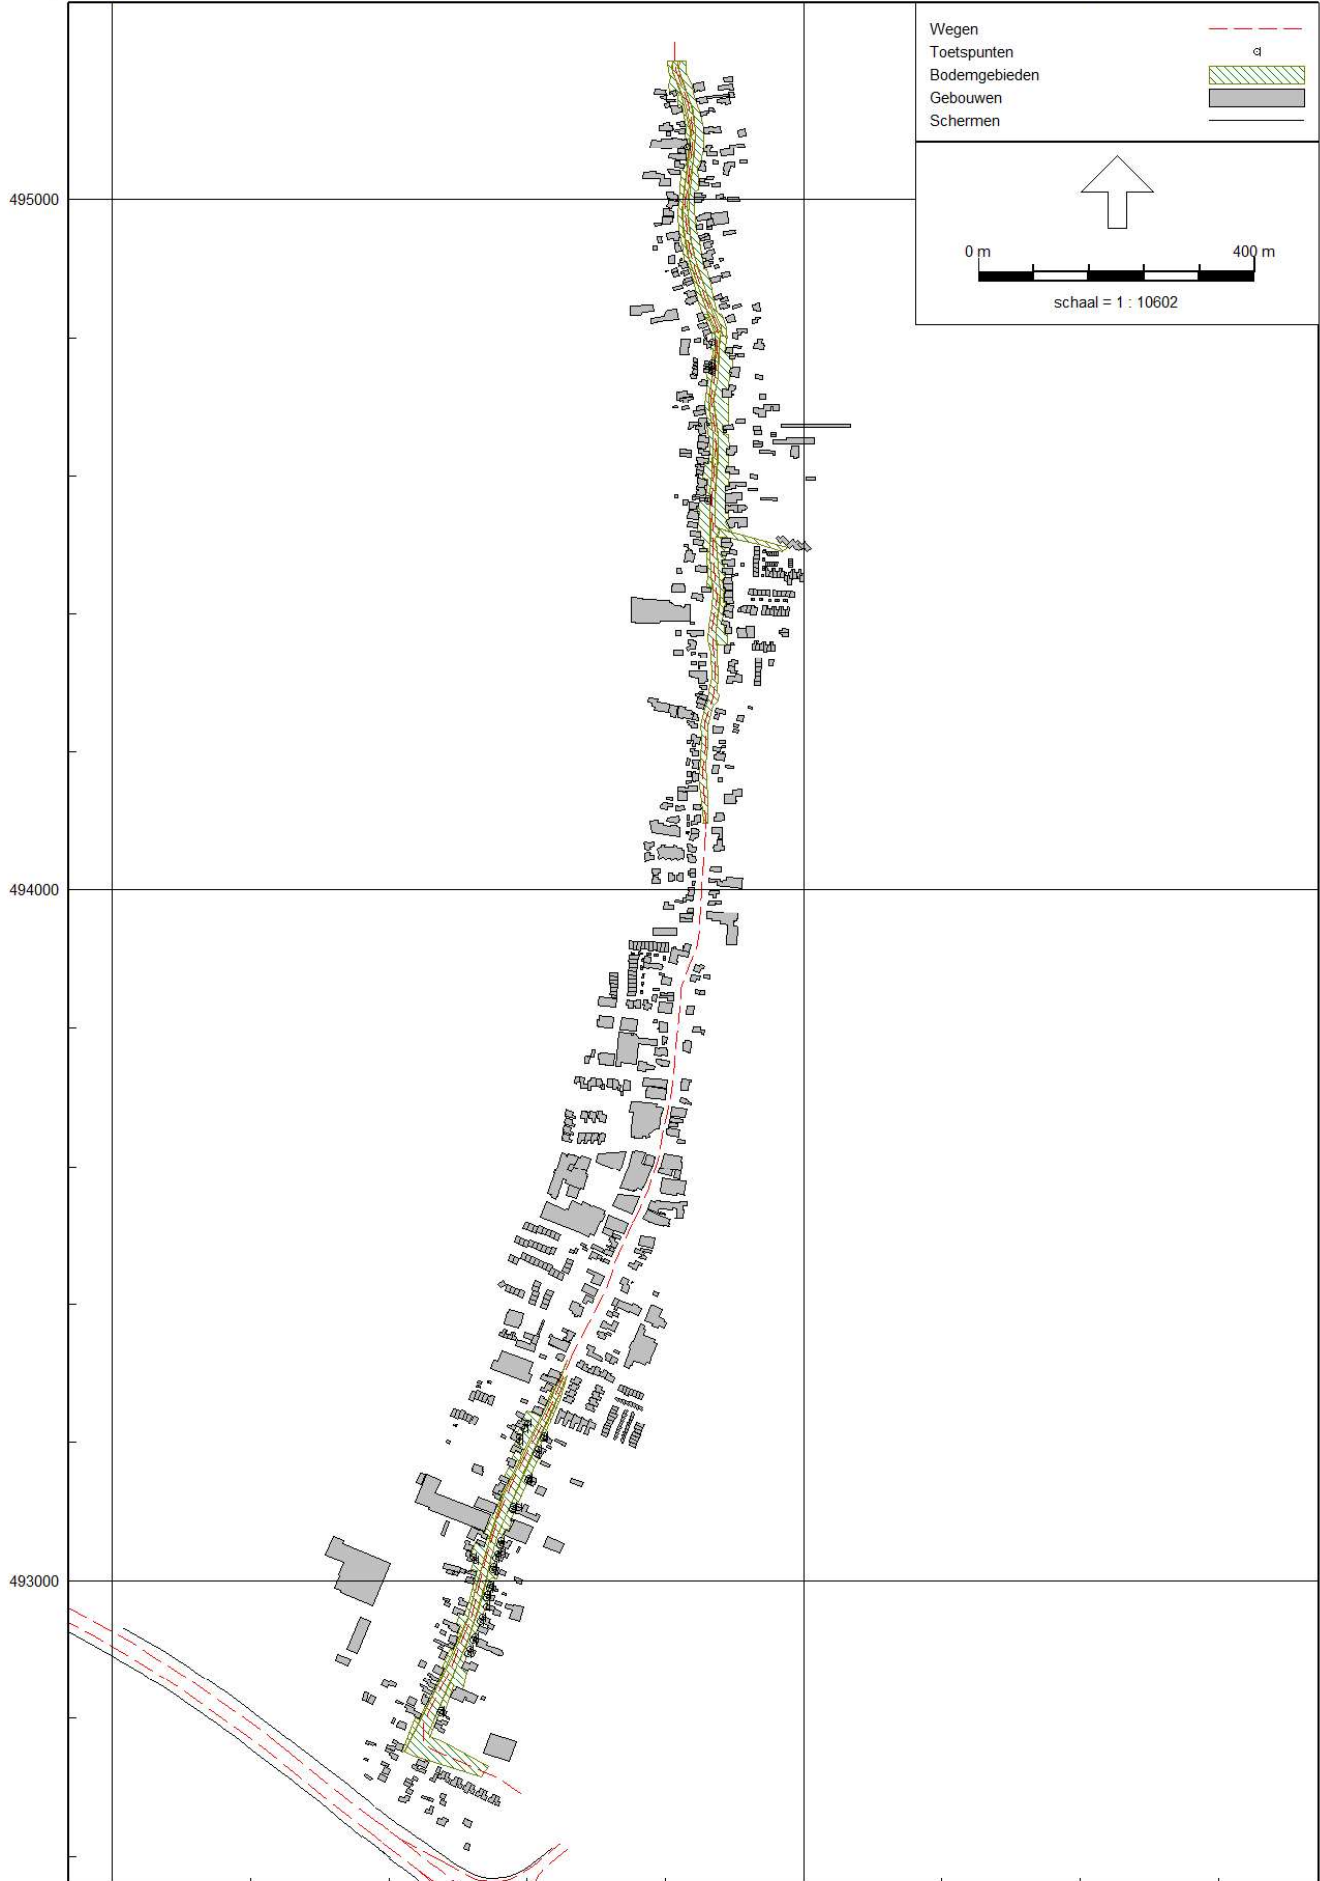 Wegen
Toetspunten
Bodemgebieden
Gebouwen
Schermen
0 m 400 m
schaal = 1 : 10602
495000
494000
493000